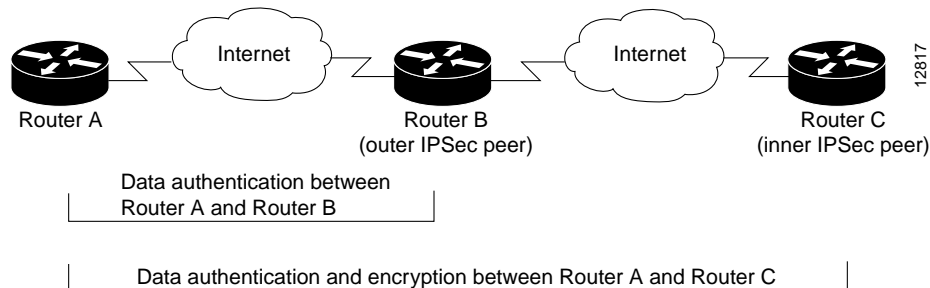 Internet
Internet
12817
Router A
Router B
(outer IPSec peer)
Router C
(inner IPSec peer)
Data authentication between
Router A and Router B
Data authentication and encryption between Router A and Router C